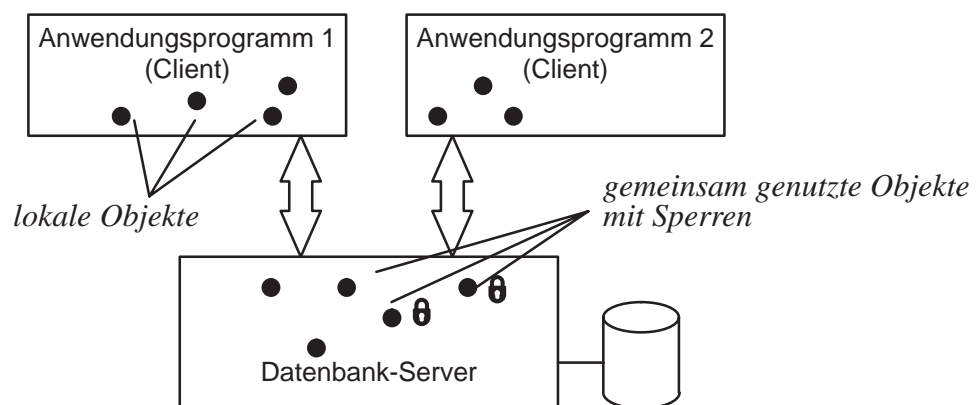 Anwendungsprogramm 1
(Client)
Anwendungsprogramm 2
(Client)
lokale Objekte
gemeinsam genutzte Objekte
mit Sperren
Datenbank-Server